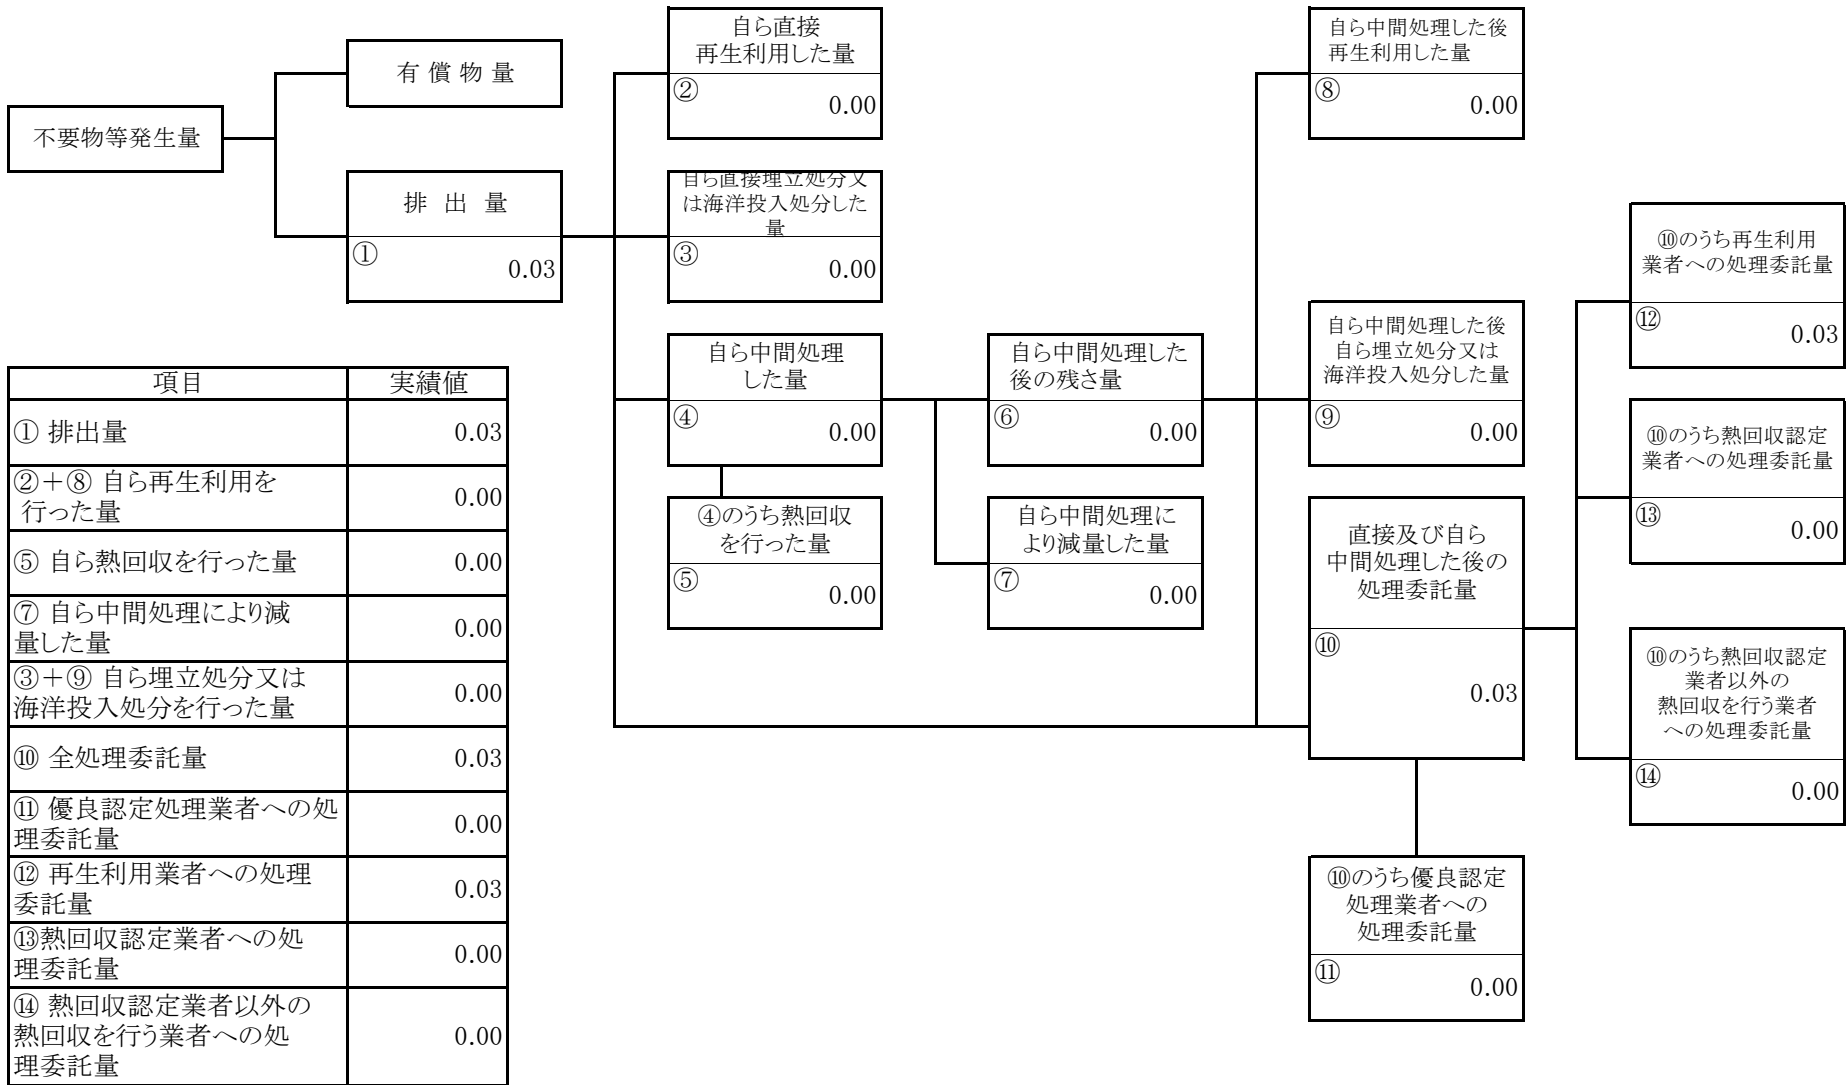 不要物等発生量
有 償 物 量
排 出 量
①
0.03
自ら直接
再生利用した量
②
0.00
自ら直接埋立処分又
は海洋投入処分した
量
③
0.00
自ら中間処理
した量
④
0.00
④のうち熱回収
を行った量
⑤
0.00
自ら中間処理した
後の残さ量
⑥
0.00
自ら中間処理に
より減量した量
⑦
0.00
自ら中間処理した後
再生利用した量
⑧
0.00
自ら中間処理した後
自ら埋立処分又は
海洋投入処分した量
⑨
0.00
直接及び自ら
中間処理した後の
処理委託量
⑩
0.03
⑩のうち優良認定
処理業者への
処理委託量
⑪
0.00
⑩のうち再生利用
業者への処理委託量
⑫
0.03
⑩のうち熱回収認定
業者への処理委託量
⑬
0.00
⑩のうち熱回収認定
業者以外の
熱回収を行う業者
への処理委託量
⑭
0.00
項目 実績値
① 排出量 0.03
②＋⑧ 自ら再生利用を
行った量 0.00
⑤ 自ら熱回収を行った量 0.00
⑦ 自ら中間処理により減
量した量 0.00
③＋⑨ 自ら埋立処分又は
海洋投入処分を行った量 0.00
⑩ 全処理委託量 0.03
⑪ 優良認定処理業者への処
理委託量 0.00
⑫ 再生利用業者への処理
委託量 0.03
⑬熱回収認定業者への処
理委託量 0.00
⑭ 熱回収認定業者以外の
熱回収を行う業者への処
理委託量 0.00